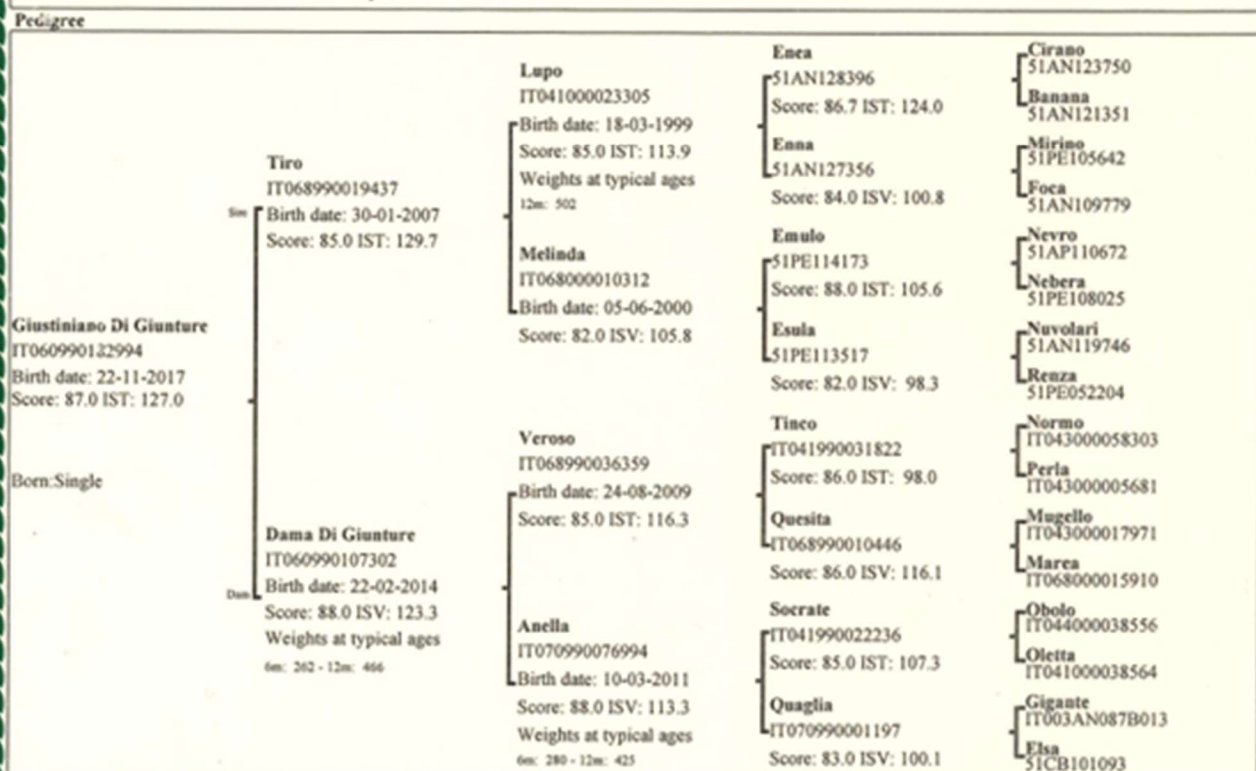 Pedigree
Giustiniano Di Giunture
IT060990132994
Birth date: 22-11-2017
Score: 87.0 IST: 127.0
Born:Single
Sire
Tiro
IT068990019437
Birth date: 30-01-2007
Score: 85.0 IST: 129.7
Dam
Dama Di Giunture
IT060990107302
Birth date: 22-02-2014
Score: 88.0 ISV: 123.3
Weights at typical ages
6m: 262 - 12m: 466
Lupo
IT041000023305
Birth date: 18-03-1999
Score: 85.0 IST: 113.9
Weights at typical ages
12m: 502
Melinda
IT068000010312
Birth date: 05-06-2000
Score: 82.0 ISV: 105.8
Veroso
IT068990036359
Birth date: 24-08-2009
Score: 85.0 IST: 116.3
Anella
IT070990076994
Birth date: 10-03-2011
Score: 88.0 ISV: 113.3
Weights at typical ages
6m: 280 - 12m: 425
Enea
51AN128396
Score: 86.7 IST: 124.0
Enna
51AN127356
Score: 84.0 ISV: 100.8
Emulo
51PE114173
Score: 88.0 IST: 105.6
Esula
51PE113517
Score: 82.0 ISV: 98.3
Tinco
IT041990031822
Score: 86.0 IST: 98.0
Quesita
IT068990010446
Score: 86.0 ISV: 116.1
Socrate
IT041990022236
Score: 85.0 IST: 107.3
Quaglia
IT070990001197
Score: 83.0 ISV: 100.1
Cirano
51AN123750
Banana
51AN121351
Mirino
51PE105642
Foca
51AN109779
Nevro
51AP110672
Nebera
51PE108025
Nuvolari
51AN119746
Renza
51PE052204
Normo
IT043000058303
Perla
IT043000005681
Mugello
IT043000017971
Marea
IT068000015910
Obolo
IT044000038556
Oletta
IT041000038564
Gigante
IT003AN087B013
Elsa
51CB101093